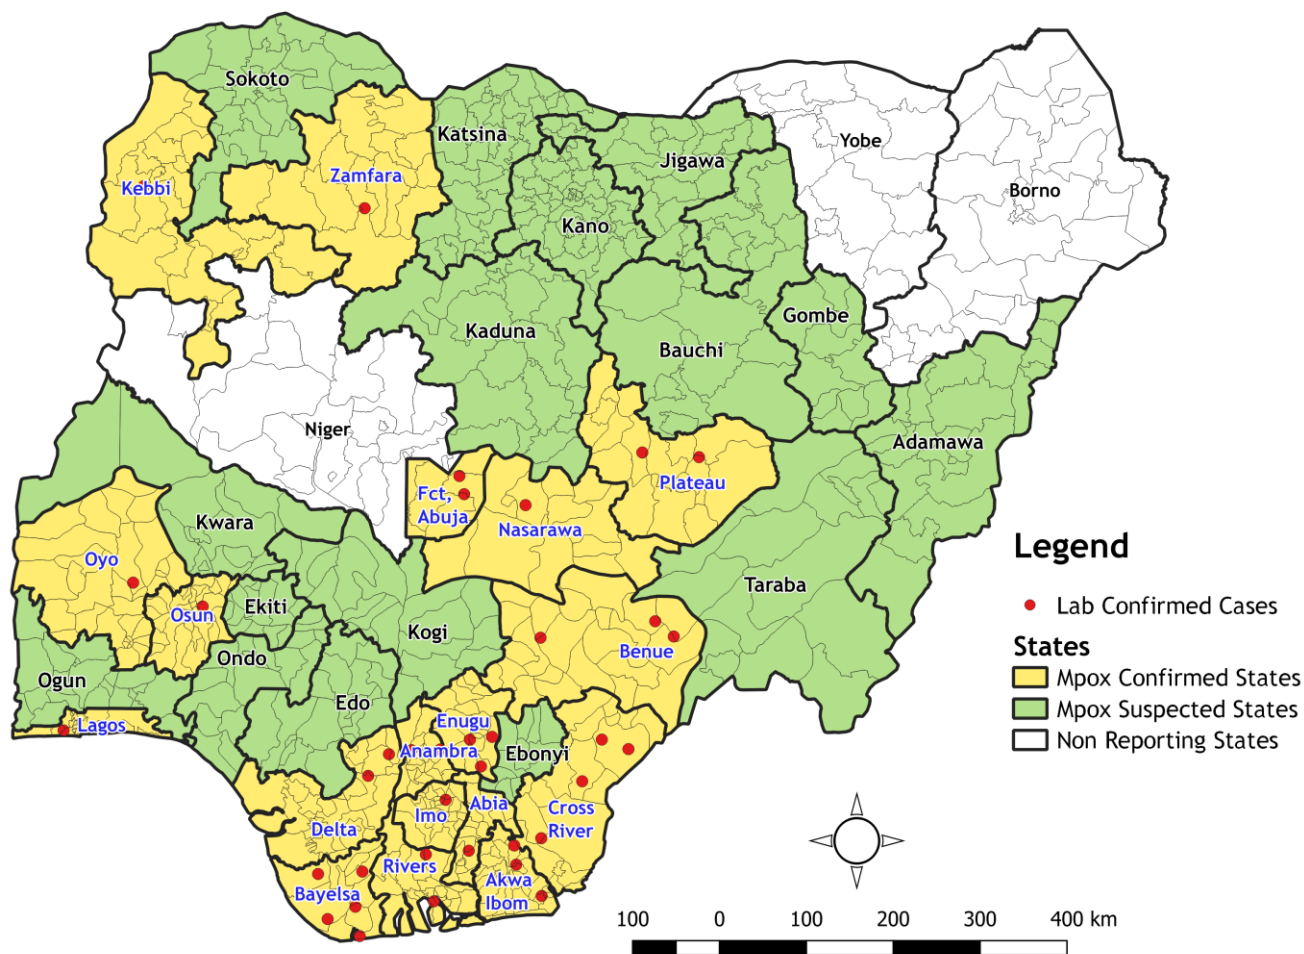 Sokoto
Katsina
Yobe
Jigawa
Zamfara
Kebbi
Borno
Kano
Gombe
Kaduna
Bauchi
Niger
Adamawa
Plateau
Fct,
Abuja
Nasarawa
Kwara
Oyo
Taraba
Ekiti
Osun
Kogi
Benue
Ondo
Ogun
Edo
Lagos
Enugu
Anambra
Ebonyi
Abia
Cross
River
Imo
Delta
Rivers
Akwa
Ibom
Bayelsa
Legend
Lab Confirmed Cases
States
Mpox Confirmed States
Mpox Suspected States
Non Reporting States
100 0 100 200 300 400 km